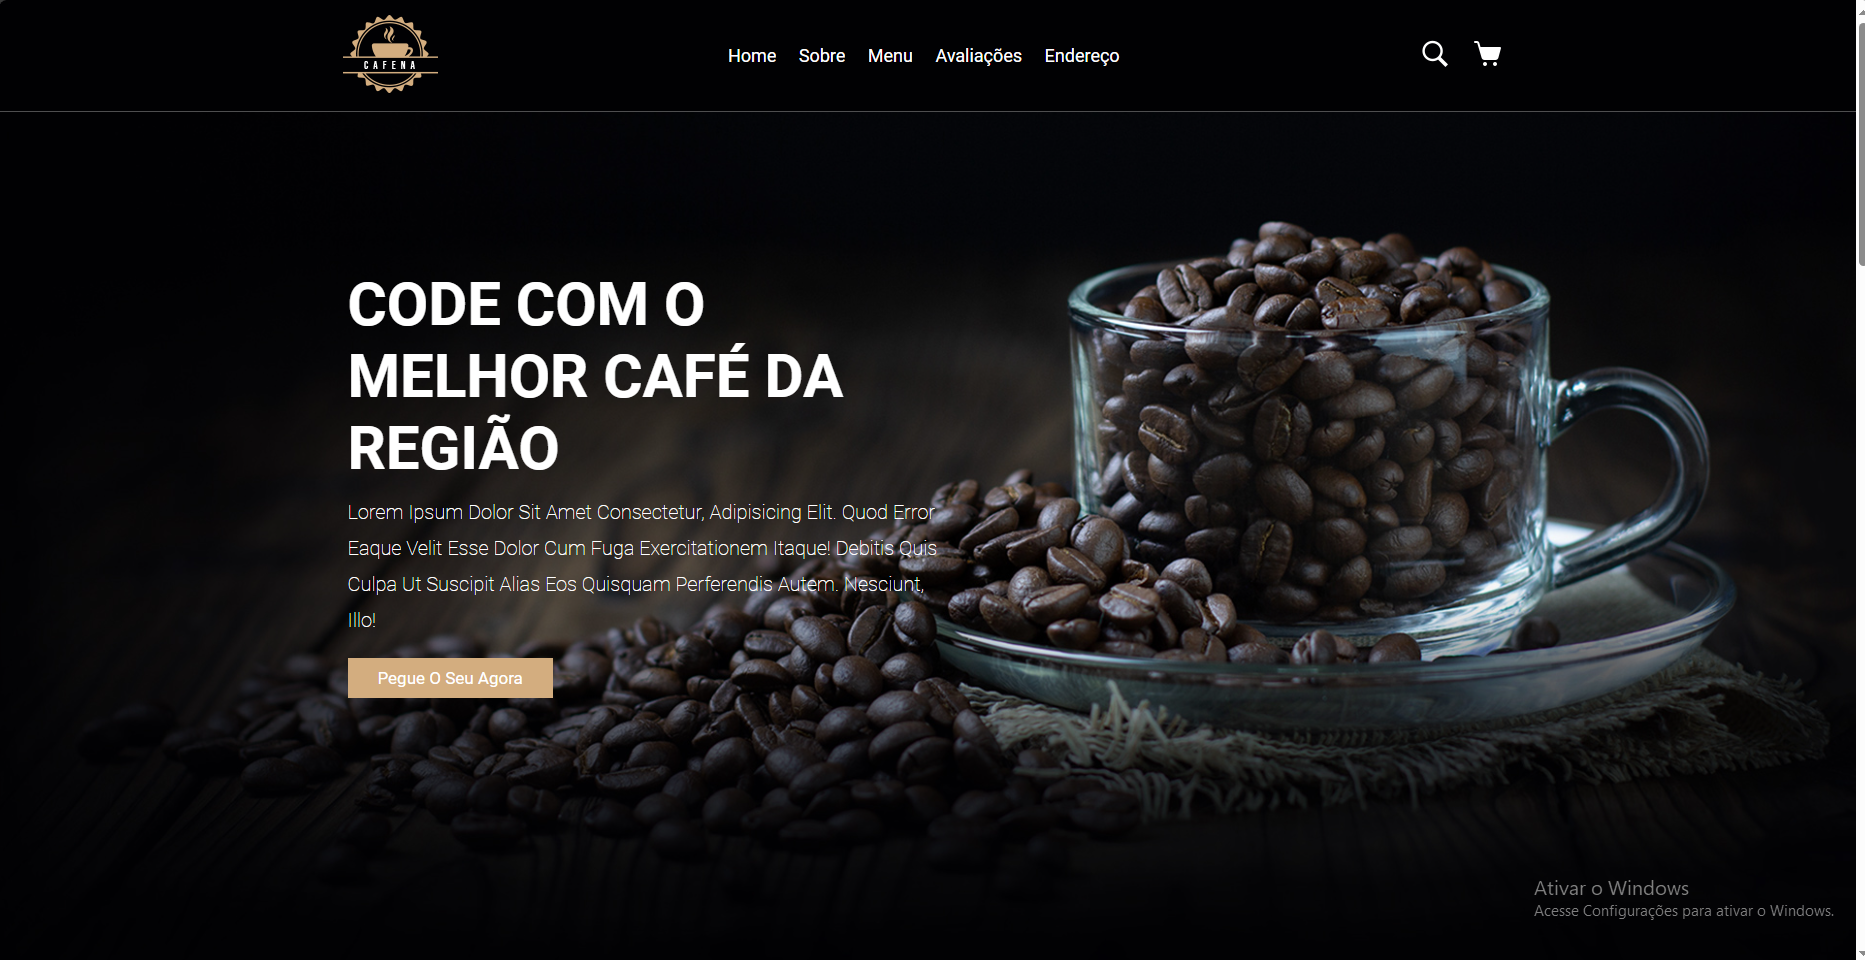 CAFENA
Home Sobre Menu Avaliações Endereço
CODE COM O
MELHOR CAFÉ DA
REGIÃO
Lorem Ipsum Dolor Sit Amet Consectetur, Adipisicing Elit. Quod Error
Eaque Velit Esse Dolor Cum Fuga Exercitationem Itaque! Debitis Quis
Culpa Ut Suscipit Alias Eos Quisquam Perferendis Autem. Nesciunt,
Illo!
Pegue O Seu Agora
Ativar o Windows
Acesse Configurações para ativar o Windows.